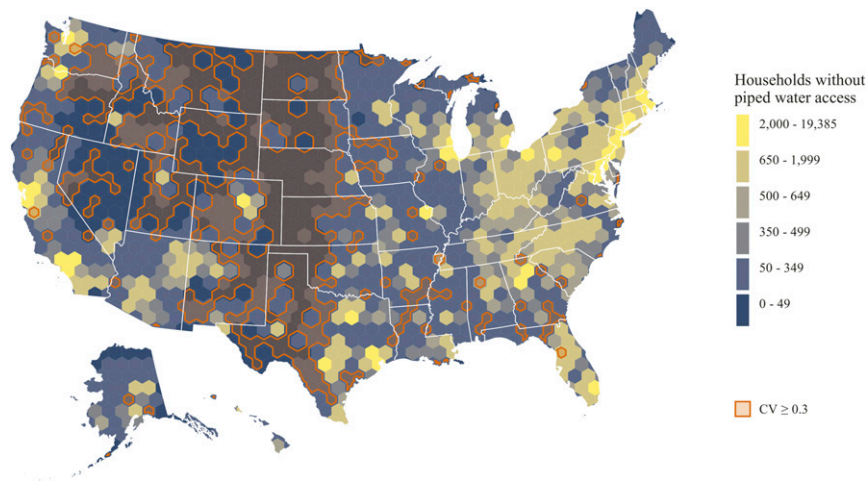 Households without
piped water access
2,000 - 19,385
650 - 1,999
500 - 649
350 - 499
50 - 349
0 - 49
CV ≥ 0.3